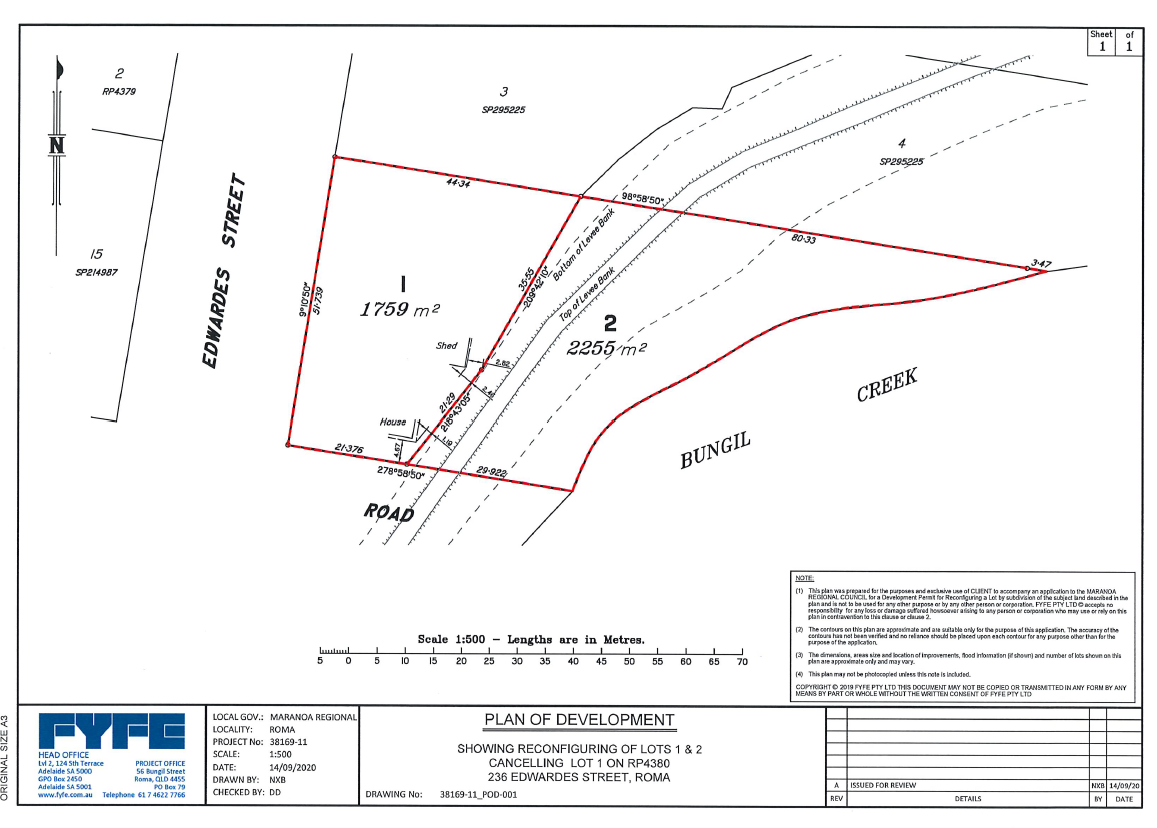 Sheet of
1 1
2
RP4379
N
15
SP214987
EDWARDES STREET
3
SP295225
4
SP295225
44·34
98°58'50"
80·33
3·47
9°10'50"
51·739
1
1759 m²
35·55
209°42'10"
Bottom of Levee Bank
Top of Levee Bank
2
2255 m²
Shed
2·82
21·29
218°43'05"
House
4·67
21·376
278°58'50"
29·922
ROAD
BUNGIL CREEK
Scale 1:500 – Lengths are in Metres.
5 0 5 10 15 20 25 30 35 40 45 50 55 60 65 70
NOTE:
(1) This plan was prepared for the purposes and exclusive use of CLIENT to accompany an application to the MARANDA
REGIONAL COUNCIL for a Development Permit for Reconfiguring a Lot by subdivision of the subject land described in the
plan and is not to be used for any other purpose or by any other person or corporation. FYFE PTY LTD © accepts no
responsibility for any loss or damage suffered howsoever arising to any person or corporation who may use or rely on this
plan in contravention to this clause or clause 2.
(2) The contours on this plan are approximate and are suitable only for the purpose of this application. The accuracy of the
contours has not been verified and no reliance should be placed upon each contour for any purpose other than for the
purpose of the application.
(3) The dimensions, areas size and location of improvements, flood information (if shown) and number of lots shown on this
plan are approximate only and may vary.
(4) This plan may not be photocopied unless this note is included.
COPYRIGHT © 2019 FYFE PTY LTD THIS DOCUMENT MAY NOT BE COPIED OR TRANSMITTED IN ANY FORM BY ANY
MEANS BY PART OR WHOLE WITHOUT THE WRITTEN CONSENT OF FYFE PTY LTD
ORIGINAL SIZE A3
FYFE
HEAD OFFICE
Lvl 2, 124 5th Terrace
Adelaide SA 5000
GPO Box 2450
Adelaide SA 5001
www.fyfe.com.au
PROJECT OFFICE
56 Bungil Street
Roma, QLD 4455
PO Box 79
Telephone 61 7 4622 7766
LOCAL GOV.: MARANOA REGIONAL
LOCALITY: ROMA
PROJECT No: 38169-11
SCALE: 1:500
DATE: 14/09/2020
DRAWN BY: NXB
CHECKED BY: DD
PLAN OF DEVELOPMENT
SHOWING RECONFIGURING OF LOTS 1 & 2
CANCELLING LOT 1 ON RP4380
236 EDWARDES STREET, ROMA
DRAWING No: 38169-11_POD-001
A ISSUED FOR REVIEW NXB 14/09/20
REV DETAILS BY DATE